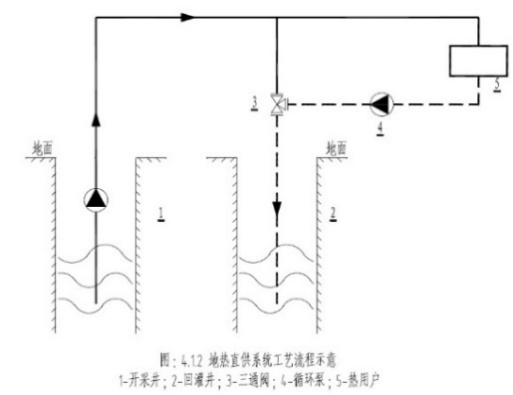 5
3
4
地面
地面
1
2
图：4.1.2 地热直供系统工艺流程示意
1-开采井；2-回灌井；3-三通阀；4-循环泵；5-热用户